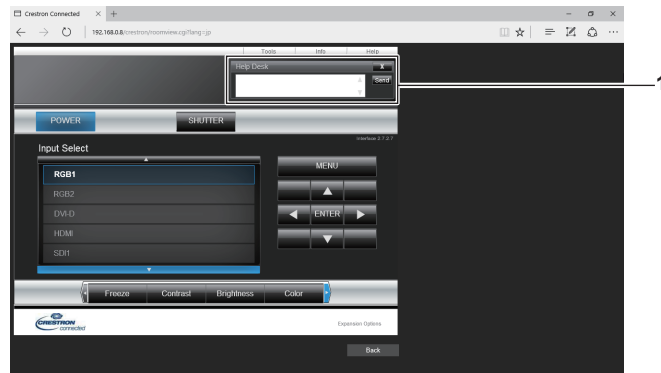 Crestron Connected
192.168.0.8/crestron/roomview.cgi?lang=jp
Tools Info Help
Help Desk X
Send
1
POWER SHUTTER
Interface 2.7.2.7
Input Select
MENU
RGB1
RGB2
DVI-D
ENTER
HDMI
SDI1
Freeze Contrast Brightness Color
CRESTRON
connected
Expansion Options
Back